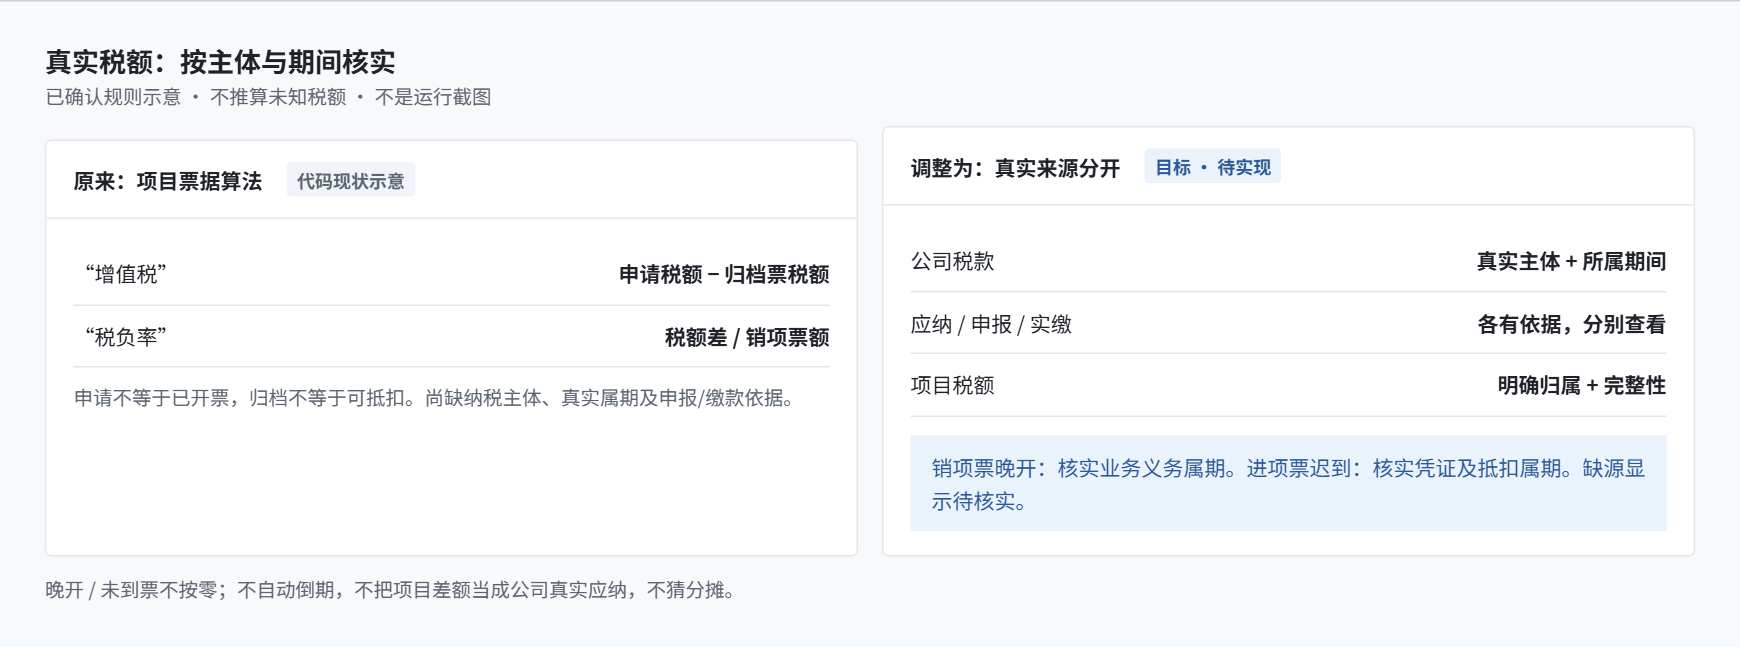 真实税额：按主体与期间核实
已确认规则示意 · 不推算未知税额 · 不是运行截图
原来：项目票据算法 代码现状示意
“增值税” 申请税额 − 归档票税额
“税负率” 税额差 / 销项票额
申请不等于已开票，归档不等于可抵扣。尚缺纳税主体、真实属期及申报/缴款依据。
调整为：真实来源分开 目标 · 待实现
公司税款 真实主体 + 所属期间
应纳 / 申报 / 实缴 各有依据，分别查看
项目税额 明确归属 + 完整性
销项票晚开：核实业务义务属期。进项票迟到：核实凭证及抵扣属期。缺源显
示待核实。
晚开 / 未到票不按零；不自动倒期，不把项目差额当成公司真实应纳，不猜分摊。